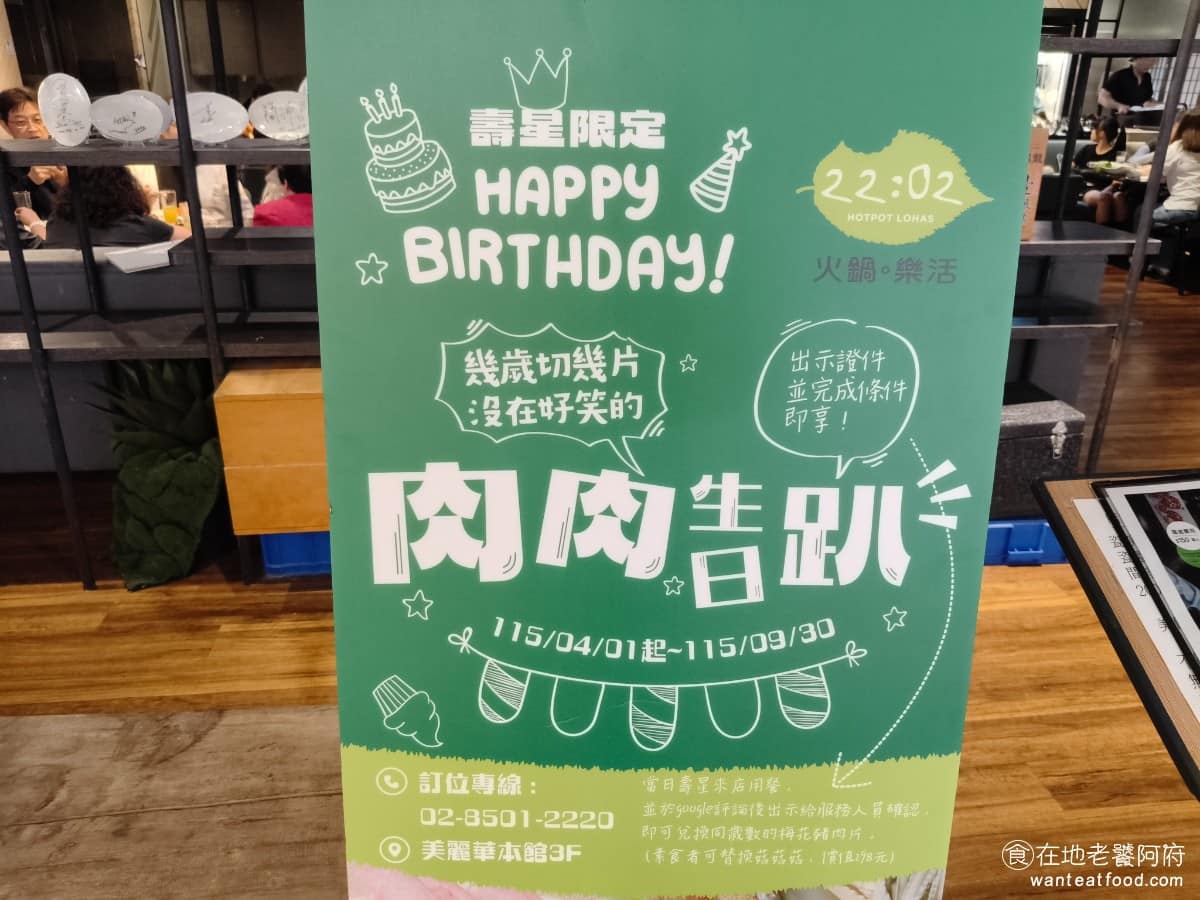 壽星限定
HAPPY
BIRTHDAY!
22:02
HOTPOT LOHAS
火鍋。樂活
幾歲切幾片
沒在好笑的
出示證件
並完成條件
即享！
肉肉生日趴
115/04/01起~115/09/30
訂位專線：
02-8501-2220
美麗華本館3F
當日壽星來店用餐，
並於google評論後出示給服務人員確認，
即可兌換同歲數的梅花豬肉片。
(素食者可替換菇菇菇，價值298元)
食在地老饕阿府
wanteatfood.com